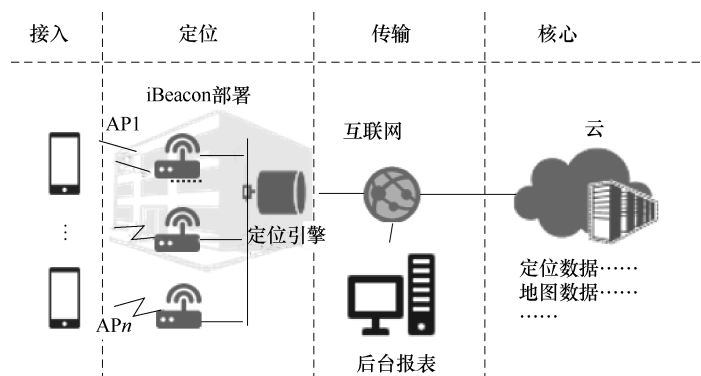 接入 定位 传输 核心
iBeacon部署
AP1
互联网
云
定位引擎
定位数据……
地图数据……
……
APn
后台报表